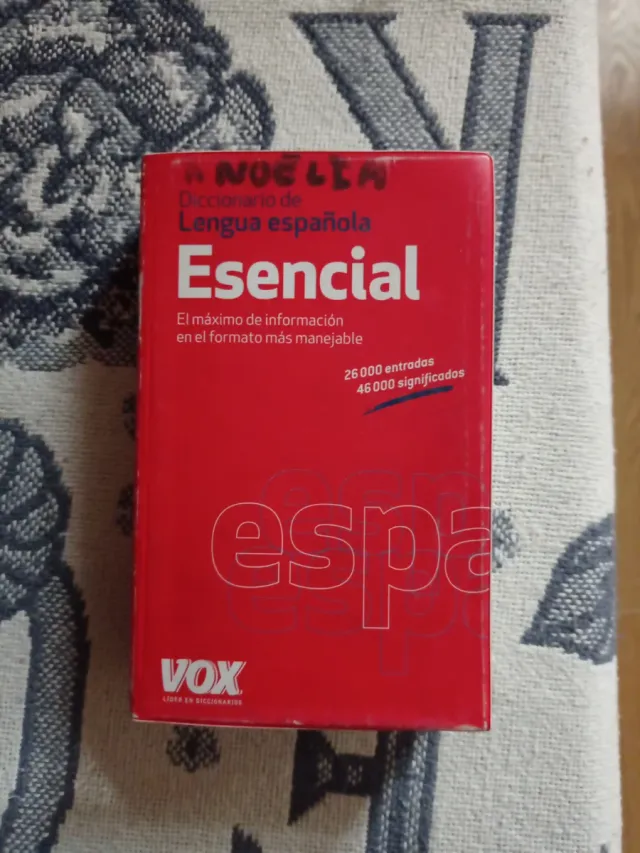 NOELIA
Diccionario de
Lengua española
Esencial
El máximo de información
en el formato más manejable
26 000 entradas
46 000 significados
espa
VOX
LÍDER EN DICCIONARIOS